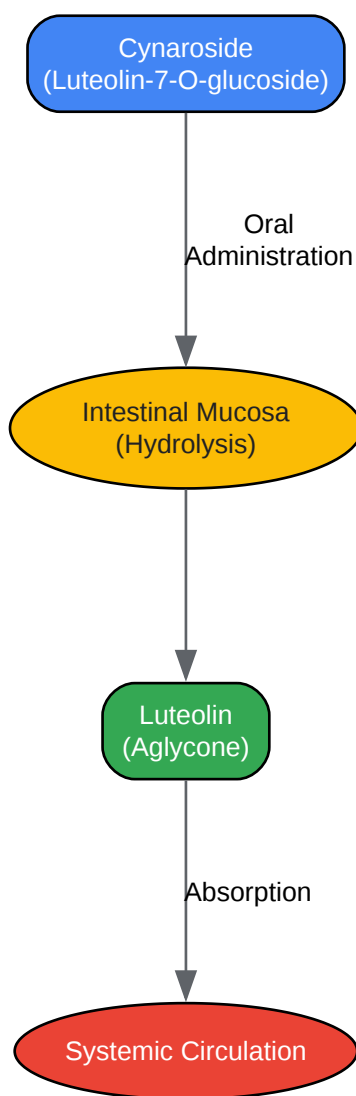 Cynaroside
(Luteolin-7-O-glucoside)
Oral
Administration
Intestinal Mucosa
(Hydrolysis)
Luteolin
(Aglycone)
Absorption
Systemic Circulation